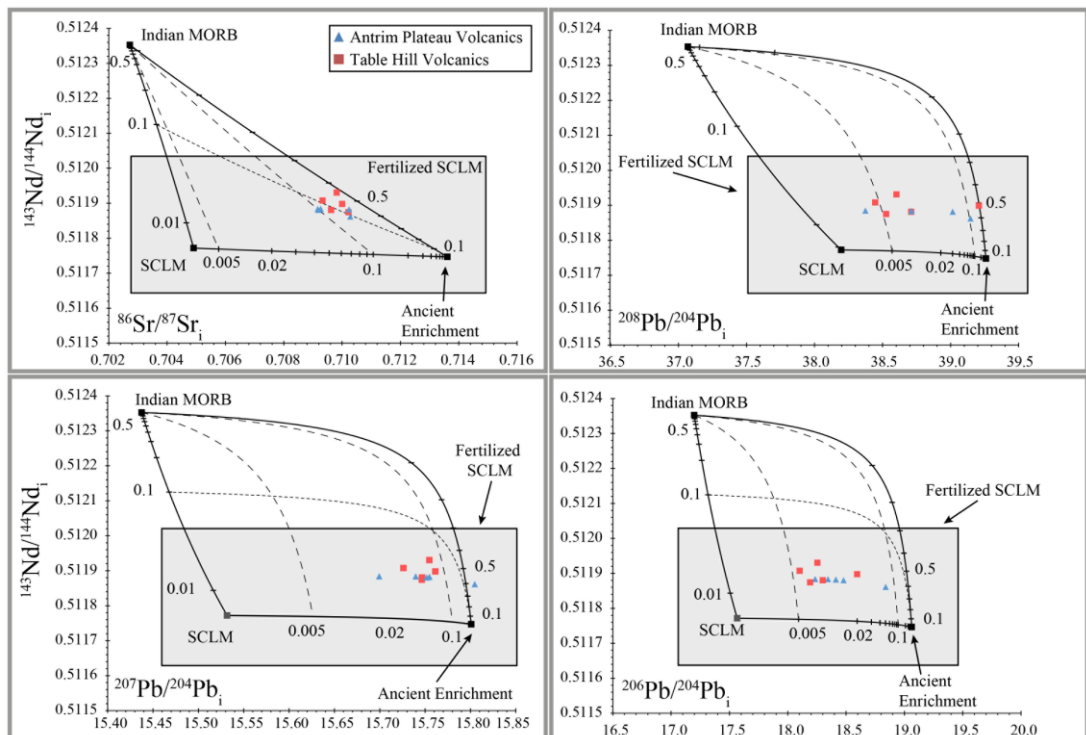 0.5124
0.5123
0.5122
0.5121
0.5120
0.5119
0.5118
0.5117
0.5116
0.5115
143Nd/144Ndi
Indian MORB
Antrim Plateau Volcanics
Table Hill Volcanics
0.5
0.1
Fertilized SCLM
0.5
0.01
0.1
SCLM
0.005
0.02
0.1
Ancient
Enrichment
86Sr/87Sri
0.702 0.704 0.706 0.708 0.710 0.712 0.714 0.716
0.5124
0.5123
0.5122
0.5121
0.5120
0.5119
0.5118
0.5117
0.5116
0.5115
Indian MORB
0.5
0.1
Fertilized SCLM
0.5
0.1
SCLM
0.005
0.02
0.1
Ancient
Enrichment
208Pb/204Pbi
36.5 37.0 37.5 38.0 38.5 39.0 39.5
0.5124
0.5123
0.5122
0.5121
0.5120
0.5119
0.5118
0.5117
0.5116
0.5115
143Nd/144Ndi
Indian MORB
0.5
Fertilized
SCLM
0.1
0.5
0.01
0.1
SCLM
0.005
0.02
0.1
Ancient Enrichment
207Pb/204Pbi
15.40 15.45 15.50 15,55 15,60 15,65 15,70 15.75 15.80 15,85
0.5124
0.5123
0.5122
0.5121
0.5120
0.5119
0.5118
0.5117
0.5116
0.5115
Indian MORB
0.5
0.1
Fertilized SCLM
0.5
0.01
0.1
SCLM
0.005
0.02
0.1
Ancient
Enrichment
206Pb/204Pbi
16.5 17.0 17.5 18.0 18.5 19.0 19.5 20.0